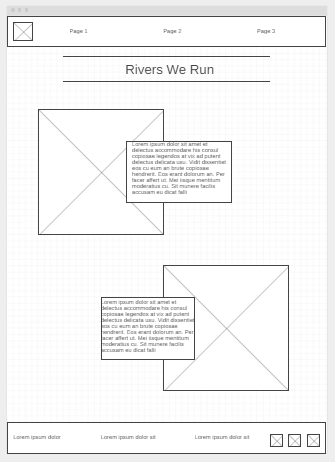 Page 1 Page 2 Page 3
Rivers We Run
Lorem ipsum dolor sit amet et
delectus accommodare his consul
copiosae legendos at vix ad putent
delectus delicata usu. Vidit dissentiet
eos cu eum an brute copiosae
hendrerit. Eos erant dolorum an. Per
facer affert ut. Mei iisque mentitum
moderatius cu. Sit munere facilis
accusam eu dicat falli
Lorem ipsum dolor sit amet et
delectus accommodare his consul
copiosae legendos at vix ad putent
delectus delicata usu. Vidit dissentiet
eos cu eum an brute copiosae
hendrerit. Eos erant dolorum an. Per
facer affert ut. Mei iisque mentitum
moderatius cu. Sit munere facilis
accusam eu dicat falli
Lorem ipsum dolor Lorem ipsum dolor sit Lorem ipsum dolor sit